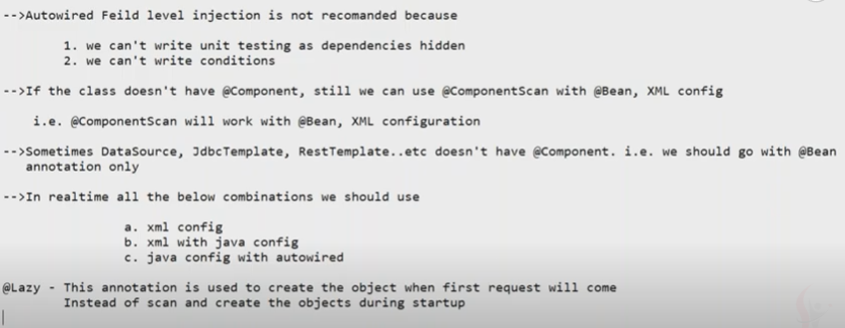 -->Autowired Feild level injection is not recomanded because
1. we can't write unit testing as dependencies hidden
2. we can't write conditions
-->If the class doesn't have @Component, still we can use @ComponentScan with @Bean, XML config
i.e. @ComponentScan will work with @Bean, XML configuration
-->Sometimes DataSource, JdbcTemplate, RestTemplate..etc doesn't have @Component. i.e. we should go with @Bean
annotation only
-->In realtime all the below combinations we should use
a. xml config
b. xml with java config
c. java config with autowired
@Lazy - This annotation is used to create the object when first request will come
Instead of scan and create the objects during startup